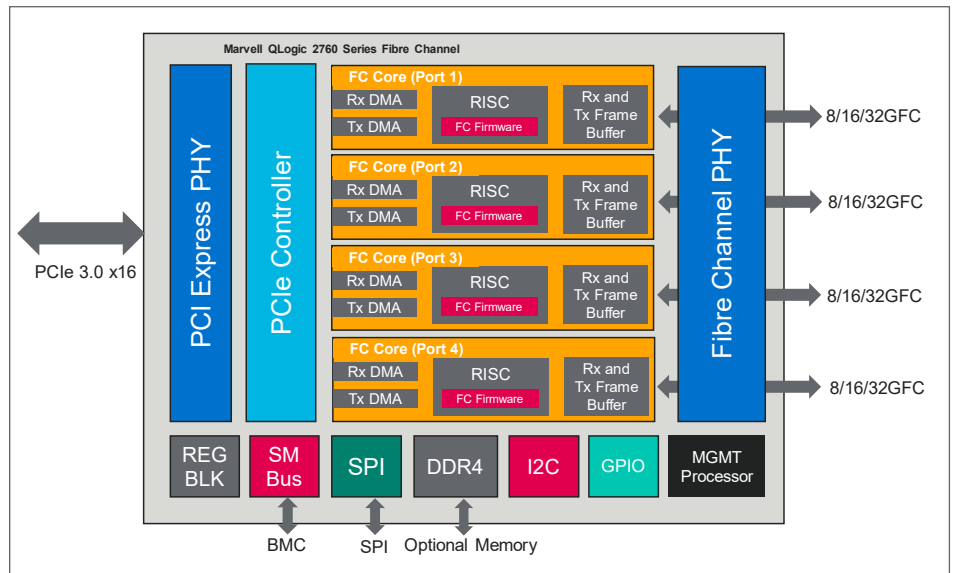 Marvell QLogic 2760 Series Fibre Channel
PCI Express PHY
PCIe Controller
FC Core (Port 1)
Rx DMA
Tx DMA
RISC
FC Firmware
Rx and
Tx Frame
Buffer
FC Core (Port 2)
Rx DMA
Tx DMA
RISC
FC Firmware
Rx and
Tx Frame
Buffer
FC Core (Port 3)
Rx DMA
Tx DMA
RISC
FC Firmware
Rx and
Tx Frame
Buffer
FC Core (Port 4)
Rx DMA
Tx DMA
RISC
FC Firmware
Rx and
Tx Frame
Buffer
Fibre Channel PHY
8/16/32GFC
8/16/32GFC
8/16/32GFC
8/16/32GFC
PCIe 3.0 x16
REG
BLK
SM
Bus
SPI
DDR4
I2C
GPIO
MGMT
Processor
BMC
SPI
Optional Memory